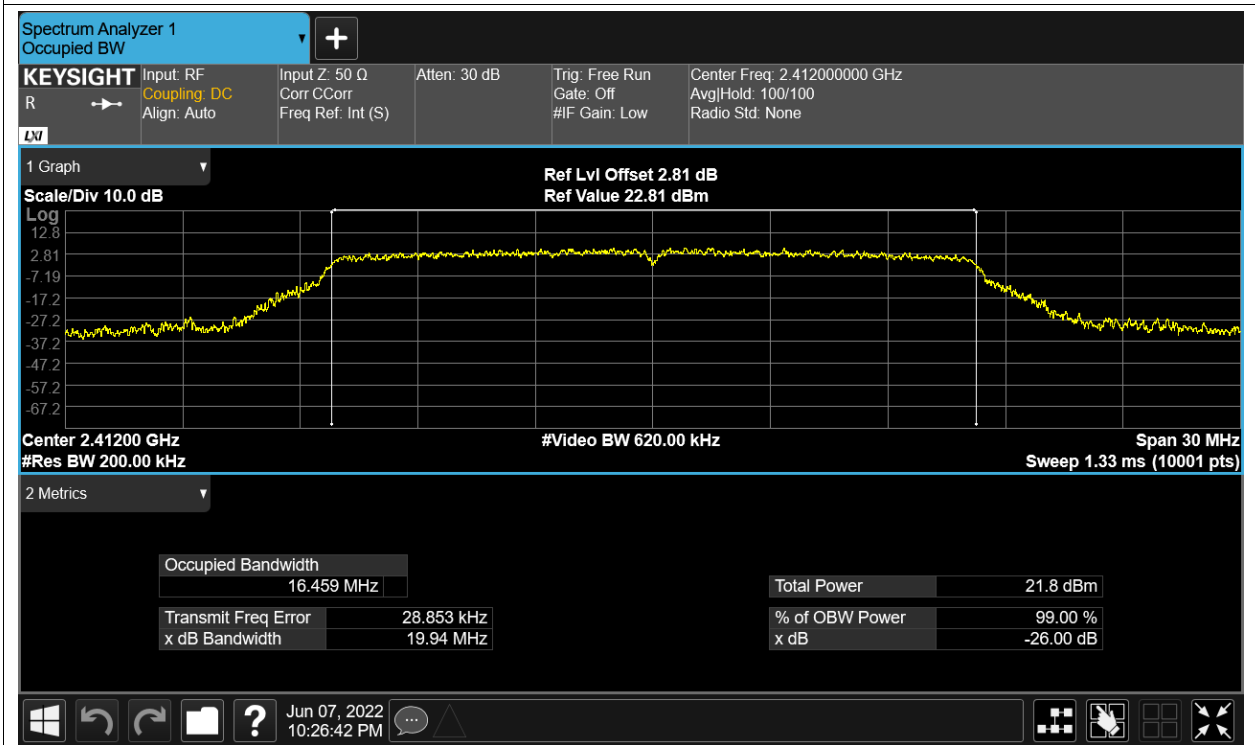 Spectrum Analyzer 1
Occupied BW
KEYSIGHT
R
LXI
Input: RF
Coupling: DC
Align: Auto
Input Z: 50 Ω
Corr CCorr
Freq Ref: Int (S)
Atten: 30 dB
Trig: Free Run
Gate: Off
#IF Gain: Low
Center Freq: 2.412000000 GHz
Avg|Hold: 100/100
Radio Std: None
1 Graph
Scale/Div 10.0 dB
Ref Lvl Offset 2.81 dB
Ref Value 22.81 dBm
Log
12.8
2.81
-7.19
-17.2
-27.2
-37.2
-47.2
-57.2
-67.2
Center 2.41200 GHz
#Video BW 620.00 kHz
Span 30 MHz
#Res BW 200.00 kHz
Sweep 1.33 ms (10001 pts)
2 Metrics
Occupied Bandwidth
16.459 MHz
Total Power 21.8 dBm
Transmit Freq Error 28.853 kHz
% of OBW Power 99.00 %
x dB Bandwidth 19.94 MHz
x dB -26.00 dB
?
Jun 07, 2022
10:26:42 PM